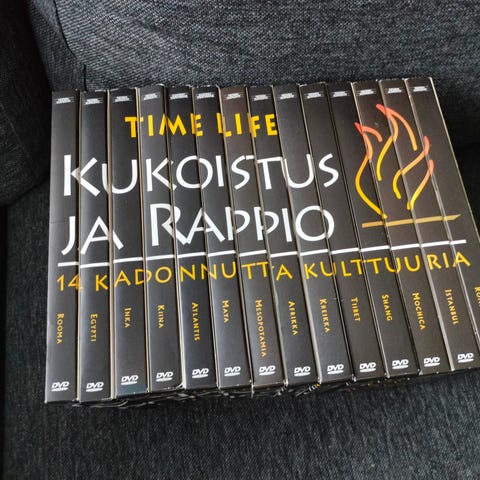 TIME LIFE
KUKOISTUS
JA RAPPIO
14 KADONNUTTA KULTTUURIA
ROOMA
EGYPTI
INKA
KIINA
ATLANTIS
MAYA
MESOPOTAMIA
AFRIKKA
KREIKKA
TIIBET
SHANG
MOCHICA
ISTANBUL
DVD
DVD
DVD
DVD
DVD
DVD
DVD
DVD
DVD
DVD
DVD
DVD
DVD